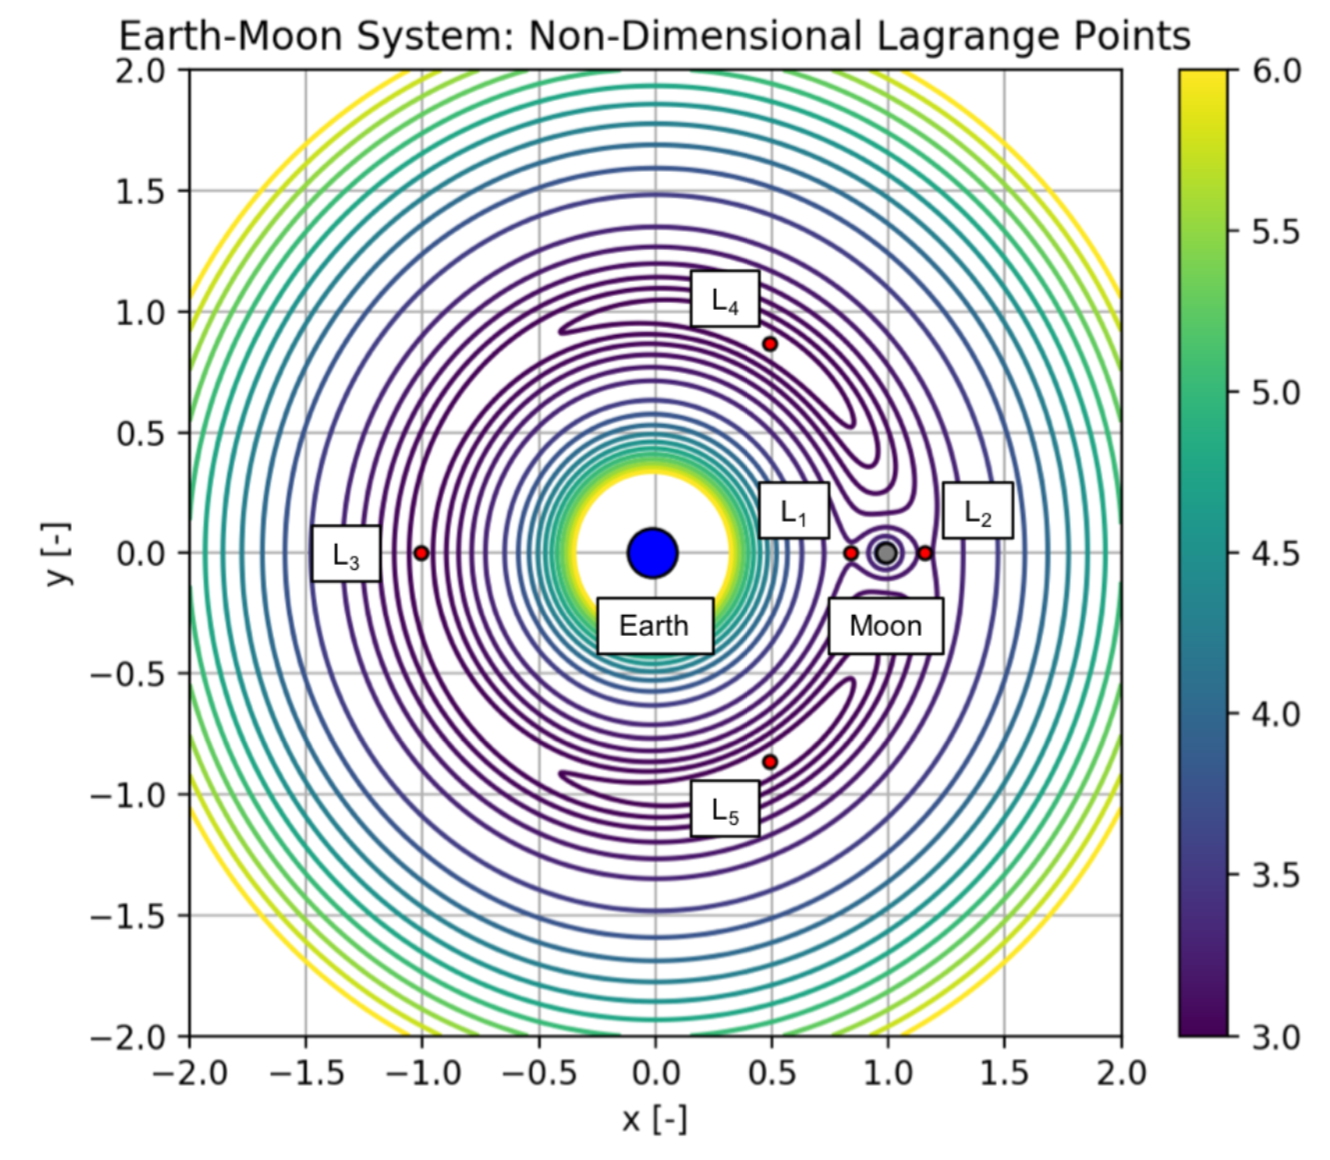 Earth-Moon System: Non-Dimensional Lagrange Points
2.0
1.5
1.0
0.5
0.0
−0.5
−1.0
−1.5
−2.0
y [-]
L₄
L₁
L₂
L₃
Earth
Moon
L₅
−2.0 −1.5 −1.0 −0.5 0.0 0.5 1.0 1.5 2.0
x [-]
6.0
5.5
5.0
4.5
4.0
3.5
3.0